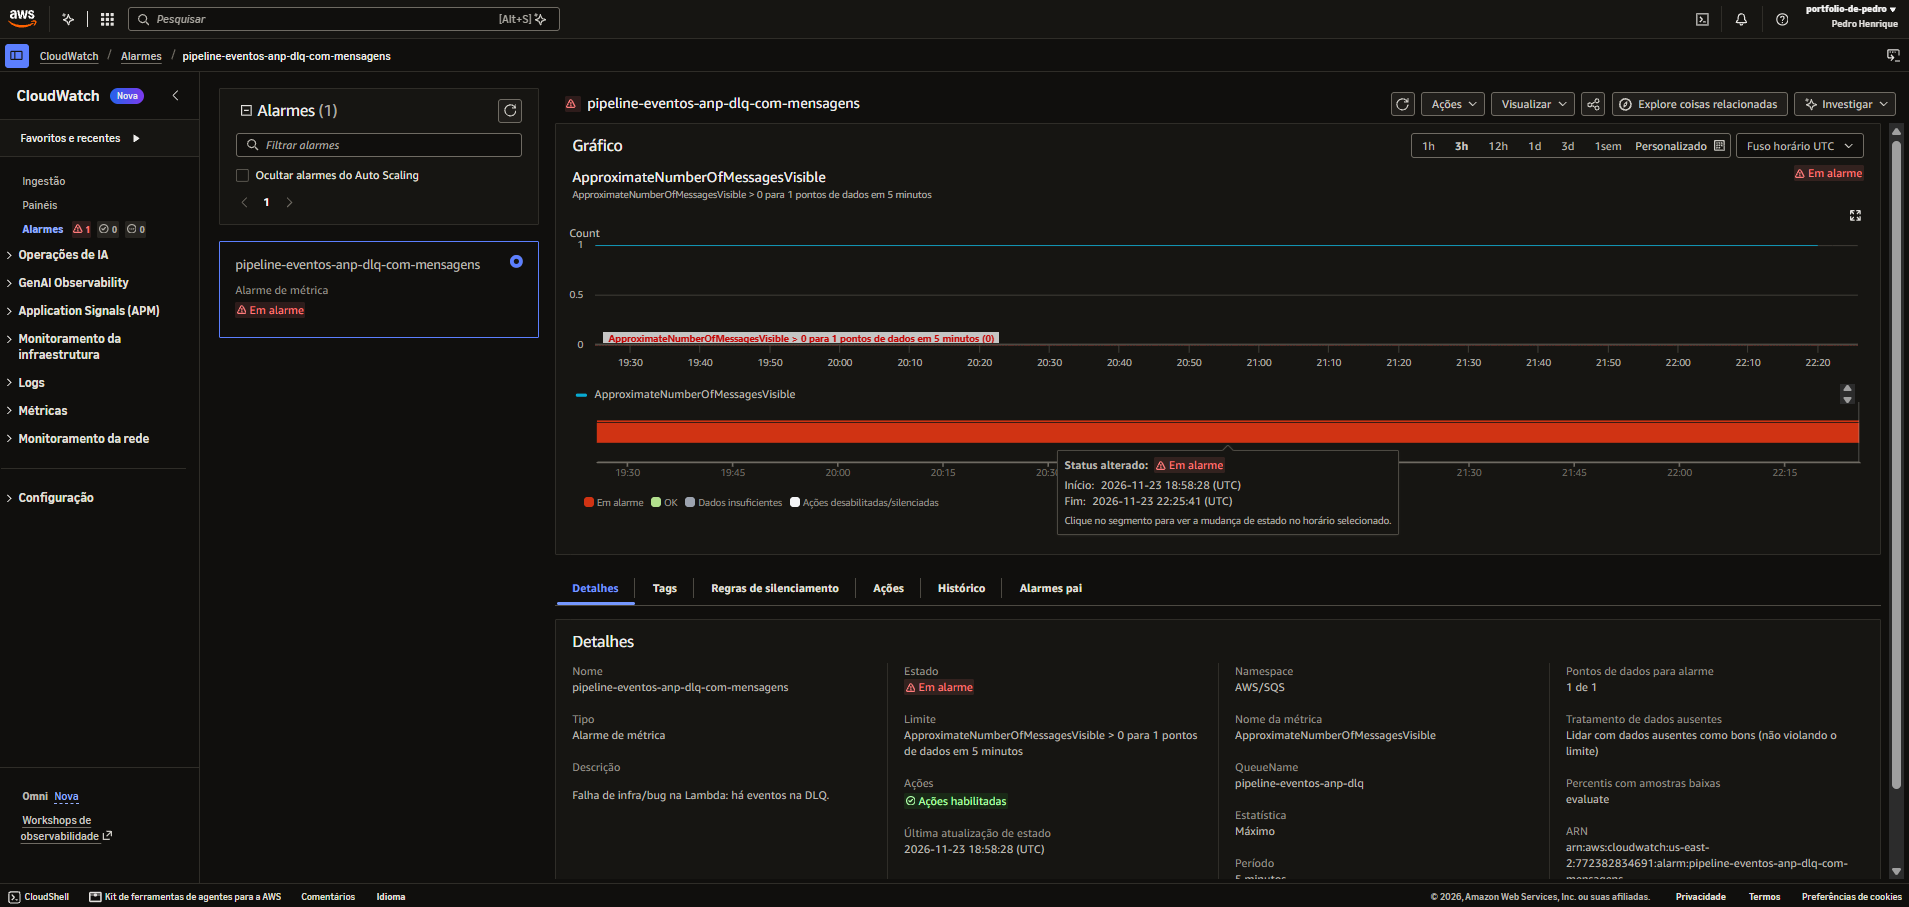 aws
Pesquisar
[Alt+S]
portfolio-de-pedro
Pedro Henrique
CloudWatch / Alarmes / pipeline-eventos-anp-dlq-com-mensagens
CloudWatch Nova
Favoritos e recentes
Ingestão
Painéis
Alarmes 1 0 0
Operações de IA
GenAI Observability
Application Signals (APM)
Monitoramento da
infraestrutura
Logs
Métricas
Monitoramento da rede
Configuração
Omni Nova
Workshops de
observabilidade
Alarmes (1)
Filtrar alarmes
Ocultar alarmes do Auto Scaling
1
pipeline-eventos-anp-dlq-com-mensagens
Alarme de métrica
Em alarme
pipeline-eventos-anp-dlq-com-mensagens
Ações
Visualizar
Explore coisas relacionadas
Investigar
Gráfico
1h 3h 12h 1d 3d 1sem Personalizado
Fuso horário UTC
ApproximateNumberOfMessagesVisible
Em alarme
ApproximateNumberOfMessagesVisible > 0 para 1 pontos de dados em 5 minutos
Count
1
0.5
0
ApproximateNumberOfMessagesVisible > 0 para 1 pontos de dados em 5 minutos (0)
19:30 19:40 19:50 20:00 20:10 20:20 20:30 20:40 20:50 21:00 21:10 21:20 21:30 21:40 21:50 22:00 22:10 22:20
ApproximateNumberOfMessagesVisible
19:30 19:45 20:00 20:15 20:30 21:30 21:45 22:00 22:15
Status alterado: Em alarme
Início: 2026-11-23 18:58:28 (UTC)
Fim: 2026-11-23 22:25:41 (UTC)
Clique no segmento para ver a mudança de estado no horário selecionado.
Em alarme OK Dados insuficientes Ações desabilitadas/silenciadas
Detalhes Tags Regras de silenciamento Ações Histórico Alarmes pai
Detalhes
Nome
pipeline-eventos-anp-dlq-com-mensagens
Tipo
Alarme de métrica
Descrição
Falha de infra/bug na Lambda: há eventos na DLQ.
Estado
Em alarme
Limite
ApproximateNumberOfMessagesVisible > 0 para 1 pontos
de dados em 5 minutos
Ações
Ações habilitadas
Última atualização de estado
2026-11-23 18:58:28 (UTC)
Namespace
AWS/SQS
Nome da métrica
ApproximateNumberOfMessagesVisible
QueueName
pipeline-eventos-anp-dlq
Estatística
Máximo
Período
5 minutos
Pontos de dados para alarme
1 de 1
Tratamento de dados ausentes
Lidar com dados ausentes como bons (não violando o
limite)
Percentis com amostras baixas
evaluate
ARN
arn:aws:cloudwatch:us-east-
2:772382834691:alarm:pipeline-eventos-anp-dlq-com-
mensagens
CloudShell
Kit de ferramentas de agentes para a AWS
Comentários
Idioma
© 2026, Amazon Web Services, Inc. ou suas afiliadas.
Privacidade
Termos
Preferências de cookies